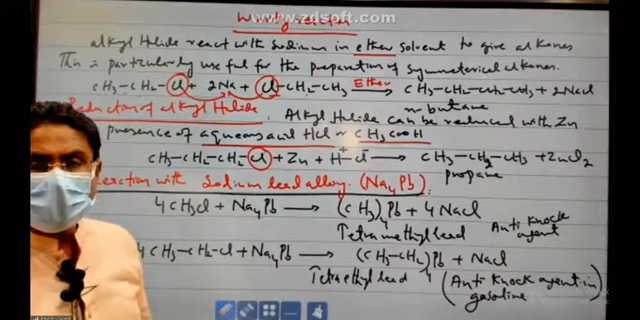 www.zdsoft.com
Wurtz reaction
alkyl Halide react with Sodium in ether solvent to give alkanes
This is particularly useful for the preparation of symmeterical alkanes.
CH3-CH2-Cl + 2Na + Cl-CH2-CH3 Ether → CH3-CH2-CH2-CH3 + 2NaCl
n-butane
Reduction of alkyl Halide. Alkyl Halide can be reduced with Zn
presence of aqueous acid HCl or CH3COOH
CH3-CH2-CH2-Cl + Zn + H+-Cl- → CH3-CH2-CH3 + ZnCl2
propane
reaction with Sodium lead alloy. (Na4Pb)
4CH3Cl + Na4Pb → (CH3)4Pb + 4NaCl
Tetramethyl lead Anti Knock agent
4CH3-CH2-Cl + Na4Pb → (CH3-CH2)4Pb + NaCl
Tetraethyl lead (Anti Knock agent in gasoline)